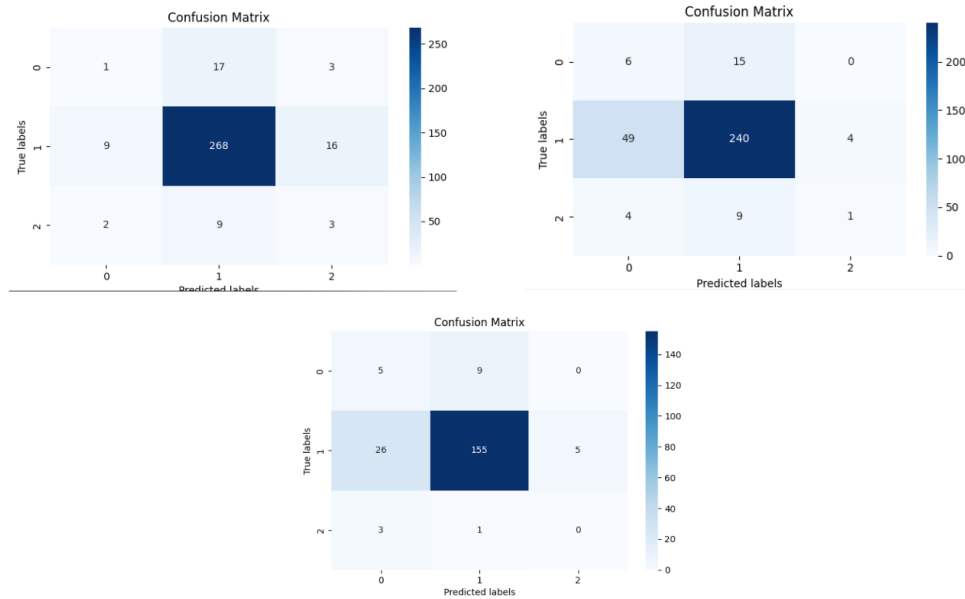 Confusion Matrix
250
200
150
100
50
0 1 17 3
1 9 268 16
2 2 9 3
True labels
0 1 2
Predicted labels
Confusion Matrix
200
150
100
50
0
0 6 15 0
1 49 240 4
2 4 9 1
True labels
0 1 2
Predicted labels
Confusion Matrix
140
120
100
80
60
40
20
0
0 5 9 0
1 26 155 5
2 3 1 0
True labels
0 1 2
Predicted labels